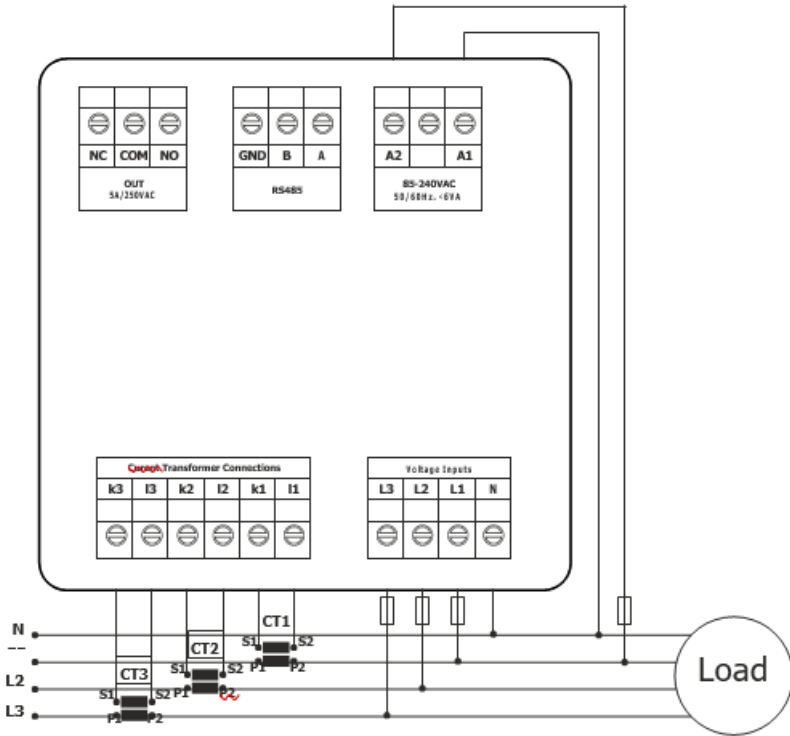 NC COM NO
OUT
5A/250VAC
GND B A
RS485
A2 A1
85-240VAC
50/60Hz. <6VA
Transformer Connections
k3 l3 k2 l2 k1 l1
Voltage Inputs
L3 L2 L1 N
CT1
S1 S2
P1 P2
CT2
S1 S2
P1 P2
CT3
S1 S2
P1 P2
N
--
L2
L3
Load